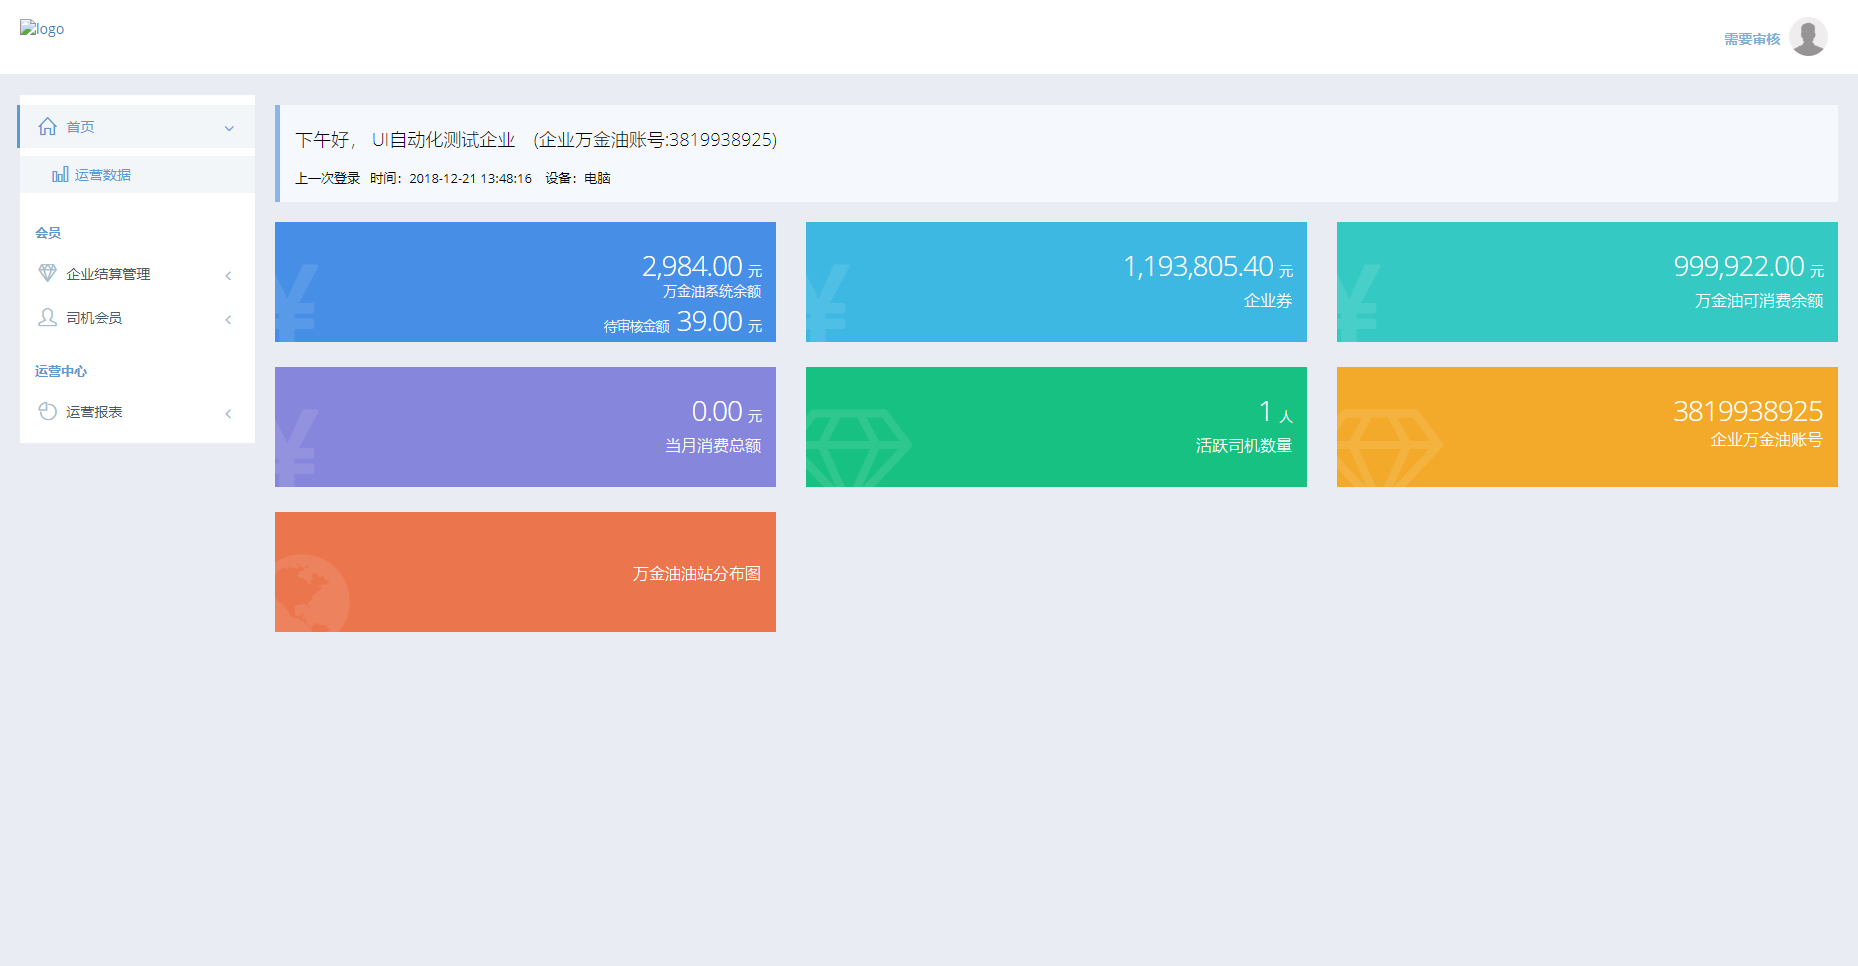 logo
需要审核
首页
运营数据
会员
企业结算管理
司机会员
运营中心
运营报表
下午好， UI自动化测试企业 (企业万金油账号:3819938925)
上一次登录 时间：2018-12-21 13:48:16 设备：电脑
2,984.00 元
万金油系统余额
待审核金额 39.00 元
1,193,805.40 元
企业券
999,922.00 元
万金油可消费余额
0.00 元
当月消费总额
1 人
活跃司机数量
3819938925
企业万金油账号
万金油油站分布图